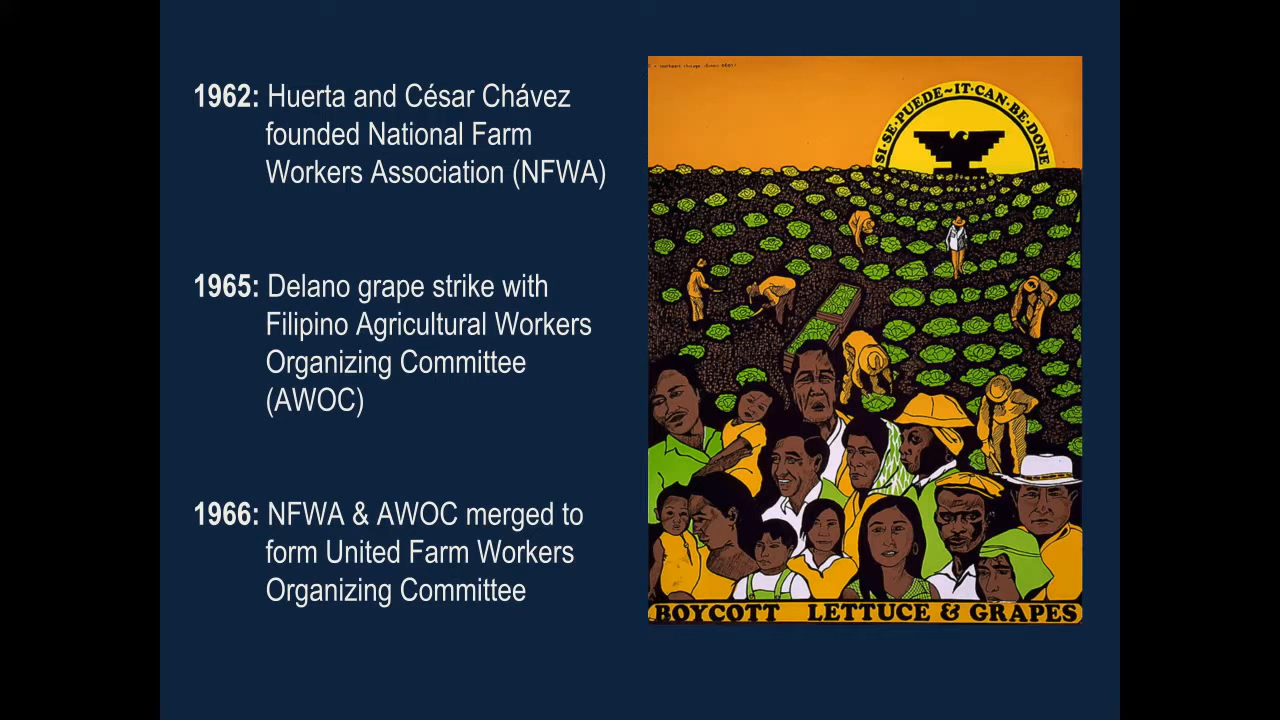 1962: Huerta and César Chávez
founded National Farm
Workers Association (NFWA)
1965: Delano grape strike with
Filipino Agricultural Workers
Organizing Committee
(AWOC)
1966: NFWA & AWOC merged to
form United Farm Workers
Organizing Committee
SI·SE·PUEDE~IT·CAN·BE·DONE
BOYCOTT LETTUCE & GRAPES